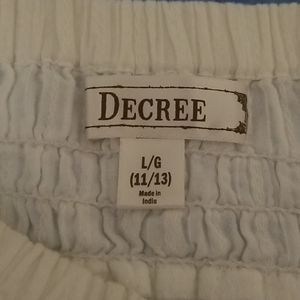 DECREE
L/G
(11/13)
Made in
India